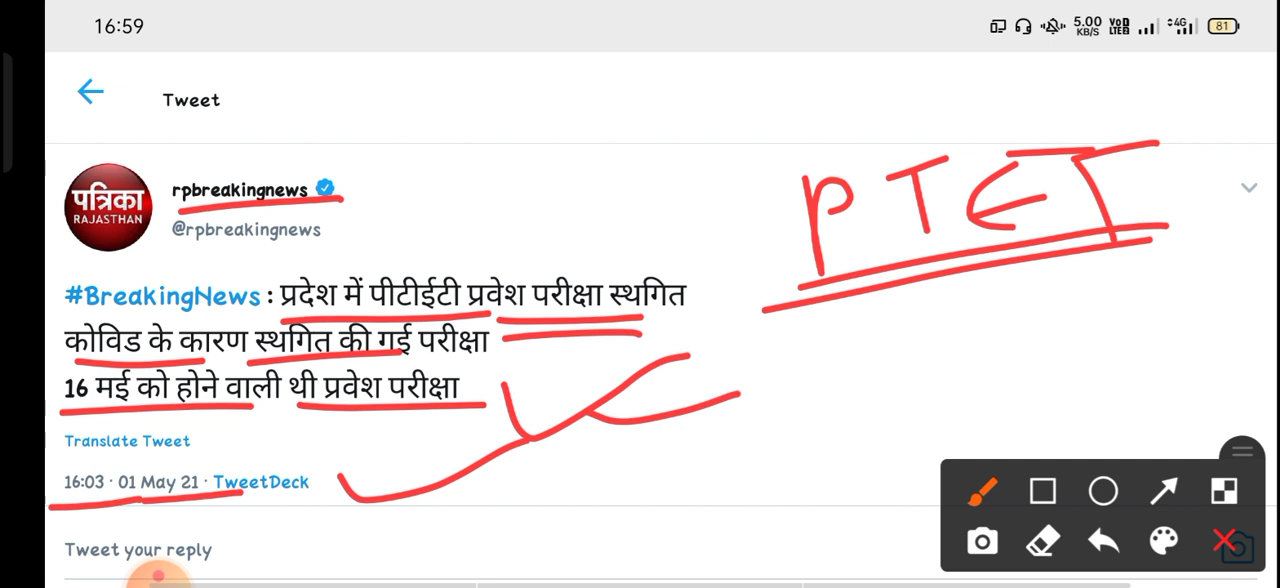 16:59
5.00 KB/S VoD LTE 4G 81
Tweet
पत्रिका
RAJASTHAN
rpbreakingnews
@rpbreakingnews
PTET
#BreakingNews : प्रदेश में पीटीईटी प्रवेश परीक्षा स्थगित
कोविड के कारण स्थगित की गई परीक्षा
16 मई को होने वाली थी प्रवेश परीक्षा
Translate Tweet
16:03 · 01 May 21 · TweetDeck
Tweet your reply